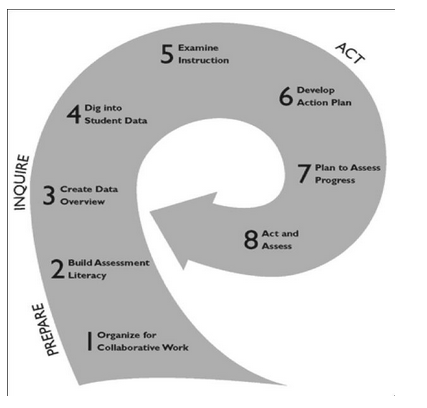 PREPARE
1 Organize for
Collaborative Work
2 Build Assessment
Literacy
INQUIRE
3 Create Data
Overview
4 Dig into
Student Data
5 Examine
Instruction
ACT
6 Develop
Action Plan
7 Plan to Assess
Progress
8 Act and
Assess